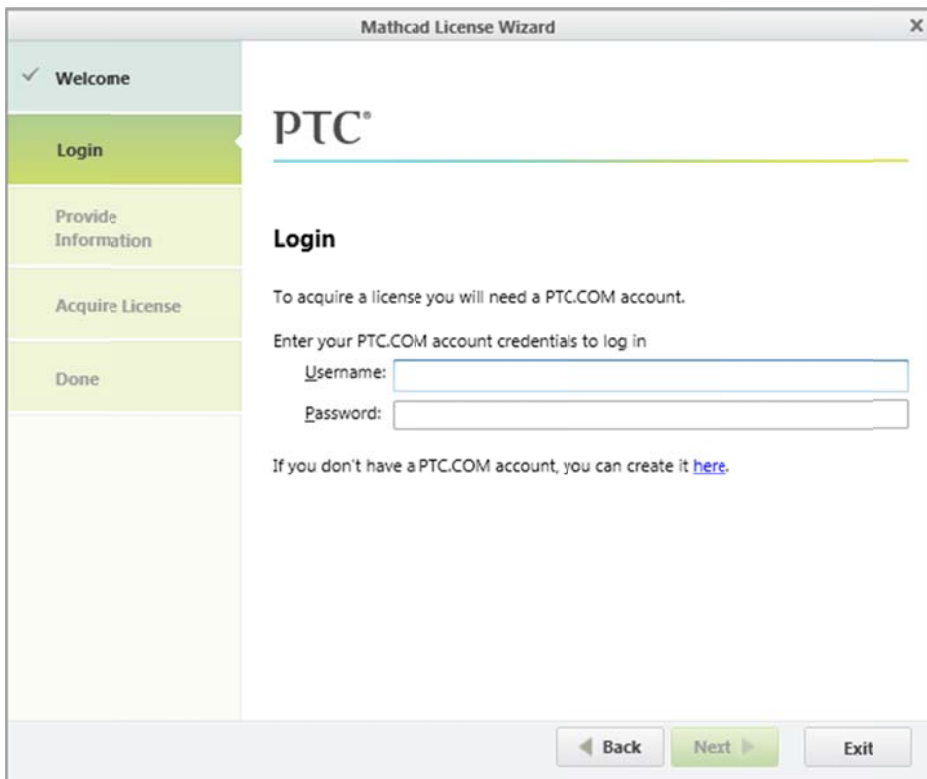 Mathcad License Wizard
Welcome
Login
Provide
Information
Acquire License
Done
PTC®
Login
To acquire a license you will need a PTC.COM account.
Enter your PTC.COM account credentials to log in
Username:
Password:
If you don't have a PTC.COM account, you can create it here.
Back
Next
Exit